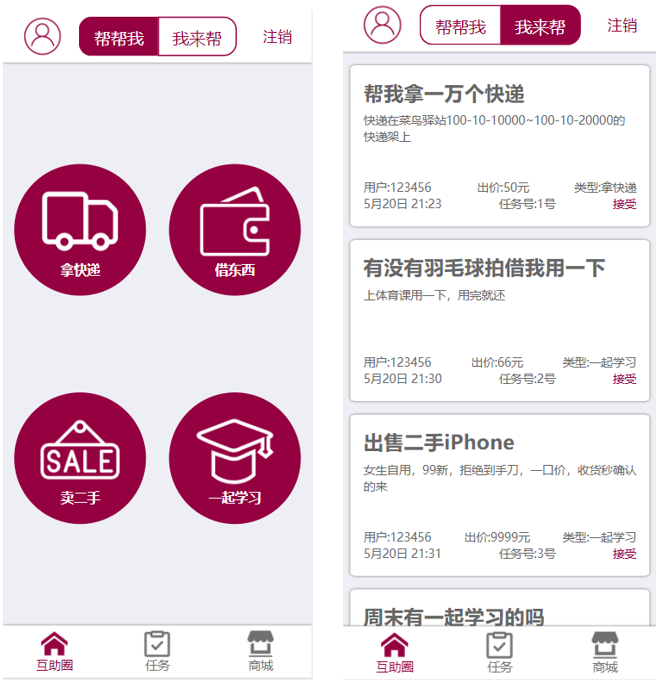 帮帮我 我来帮 注销
拿快递 借东西
SALE
卖二手 一起学习
互助圈 任务 商城
帮帮我 我来帮 注销
帮我拿一万个快递
快递在菜鸟驿站100-10-10000~100-10-20000的
快递架上
用户:123456 出价:50元 类型:拿快递
5月20日 21:23 任务号:1号 接受
有没有羽毛球拍借我用一下
上体育课用一下，用完就还
用户:123456 出价:66元 类型:一起学习
5月20日 21:30 任务号:2号 接受
出售二手iPhone
女生自用，99新，拒绝到手刀，一口价，收货秒确认
的来
用户:123456 出价:9999元 类型:一起学习
5月20日 21:31 任务号:3号 接受
周末有一起学习的吗
互助圈 任务 商城